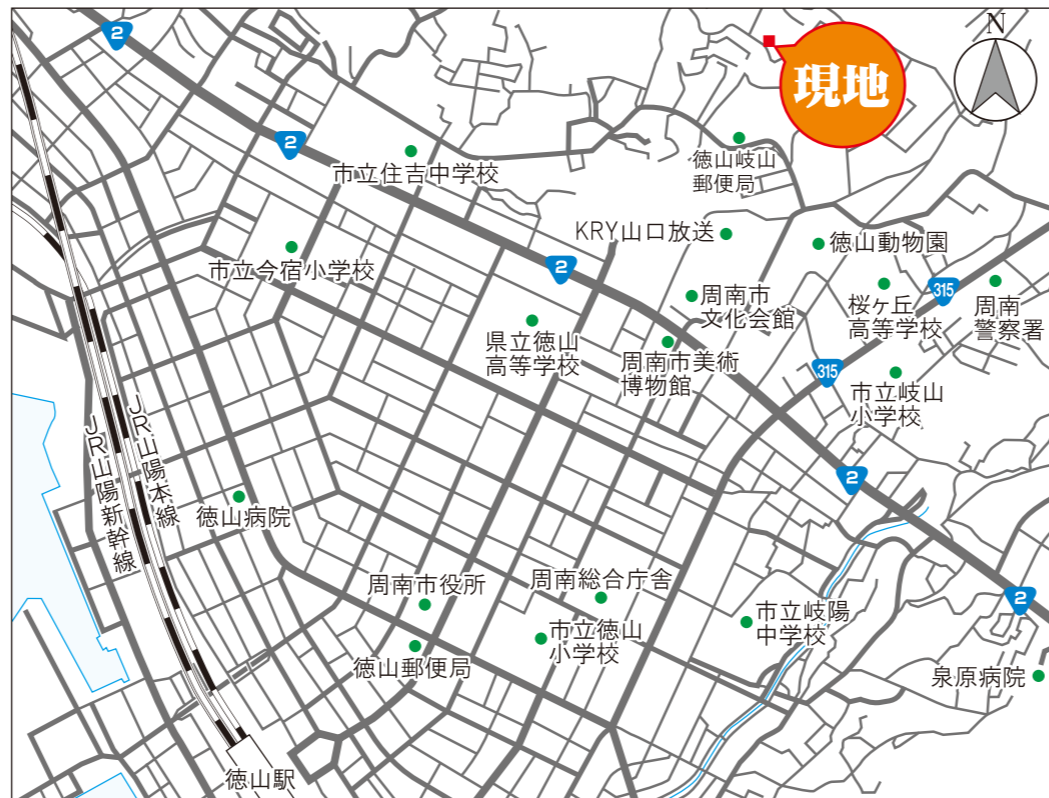 2
現地
N
2
市立住吉中学校
徳山岐山
郵便局
KRY山口放送
徳山動物園
市立今宿小学校
2
315
周南市
文化会館
桜ヶ丘
高等学校
周南
警察署
県立徳山
高等学校
周南市美術
博物館
315
市立岐山
小学校
JR山陽本線
JR山陽新幹線
2
徳山病院
周南市役所
周南総合庁舎
2
市立徳山
小学校
市立岐陽
中学校
徳山郵便局
泉原病院
徳山駅